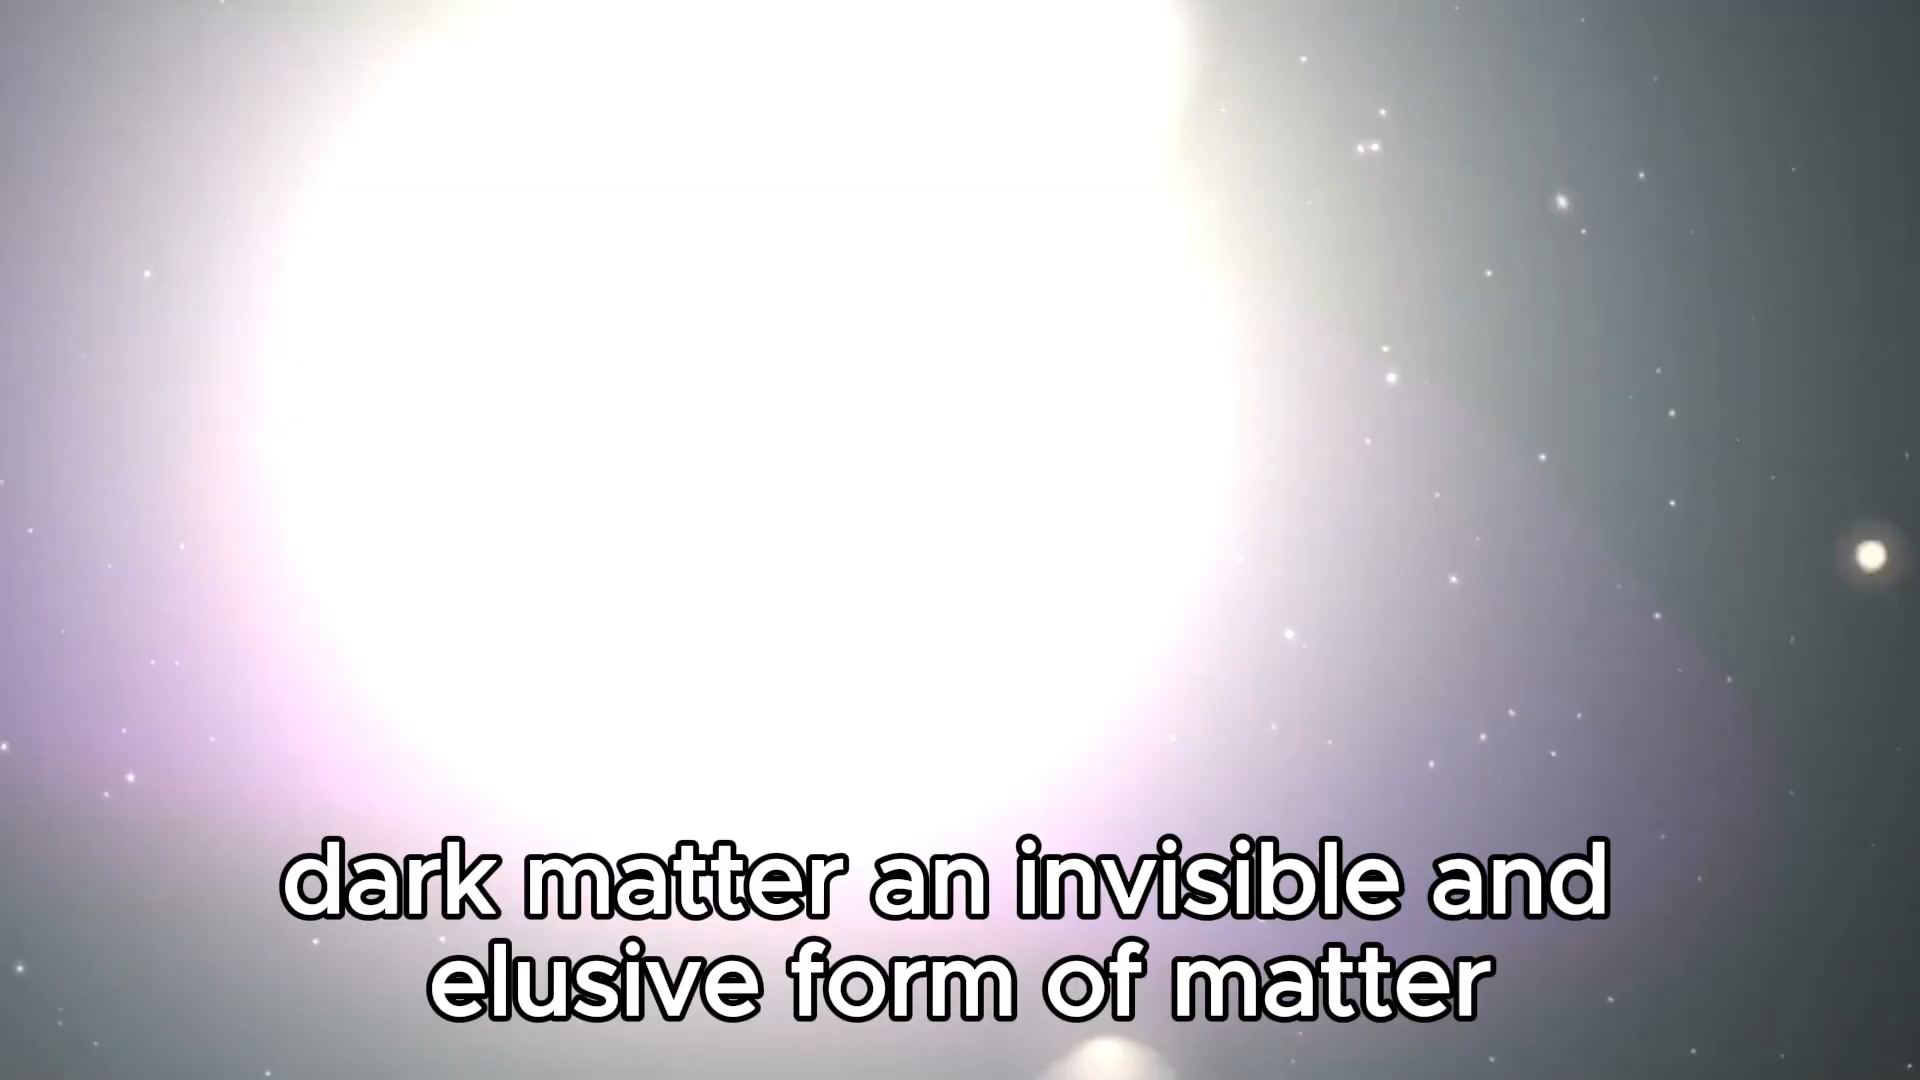 dark matter an invisible and
elusive form of matter